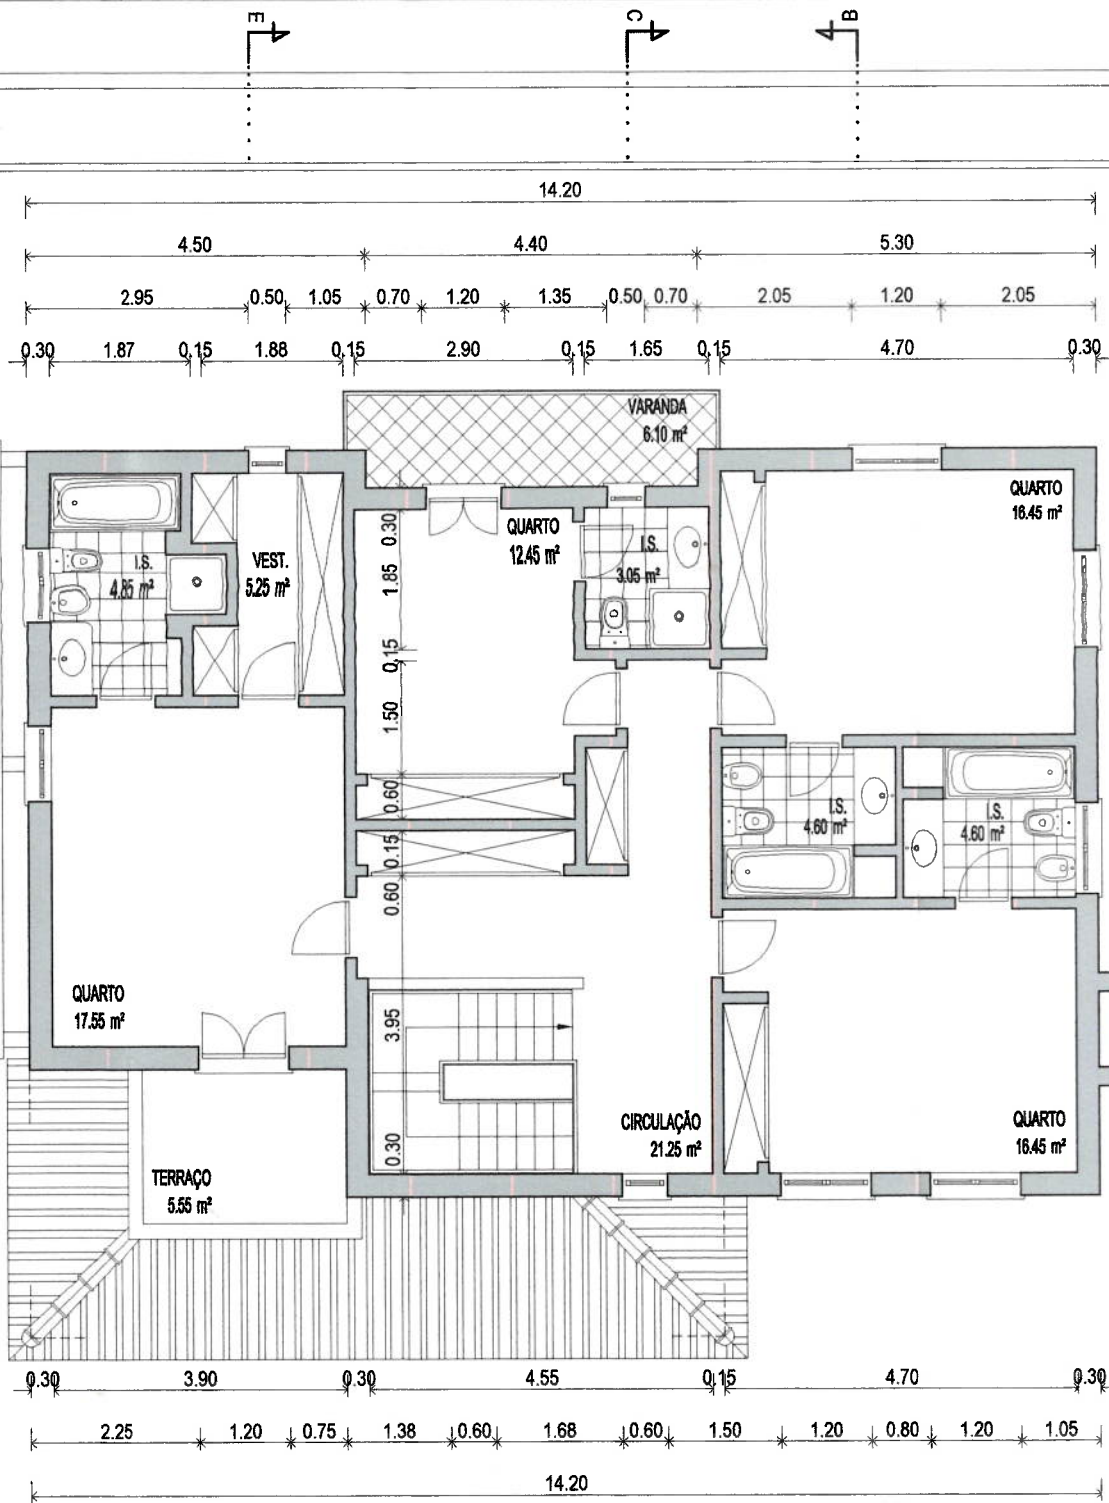 E C B
14.20
4.50 4.40 5.30
2.95 0.50 1.05 0.70 1.20 1.35 0.50 0.70 2.05 1.20 2.05
0.30 1.87 0.15 1.88 0.15 2.90 0.15 1.65 0.15 4.70 0.30
VARANDA
6.10 m²
QUARTO
16.45 m²
QUARTO
12.45 m²
I.S.
3.05 m²
VEST.
5.25 m²
I.S.
4.85 m²
0.30
1.85
0.15
1.50
0.60
0.15
0.60
3.95
0.30
I.S.
4.60 m²
I.S.
4.60 m²
QUARTO
17.55 m²
CIRCULAÇÃO
21.25 m²
QUARTO
16.45 m²
TERRAÇO
5.55 m²
0.30 3.90 0.30 4.55 0.15 4.70 0.30
2.25 1.20 0.75 1.38 0.60 1.68 0.60 1.50 1.20 0.80 1.20 1.05
14.20